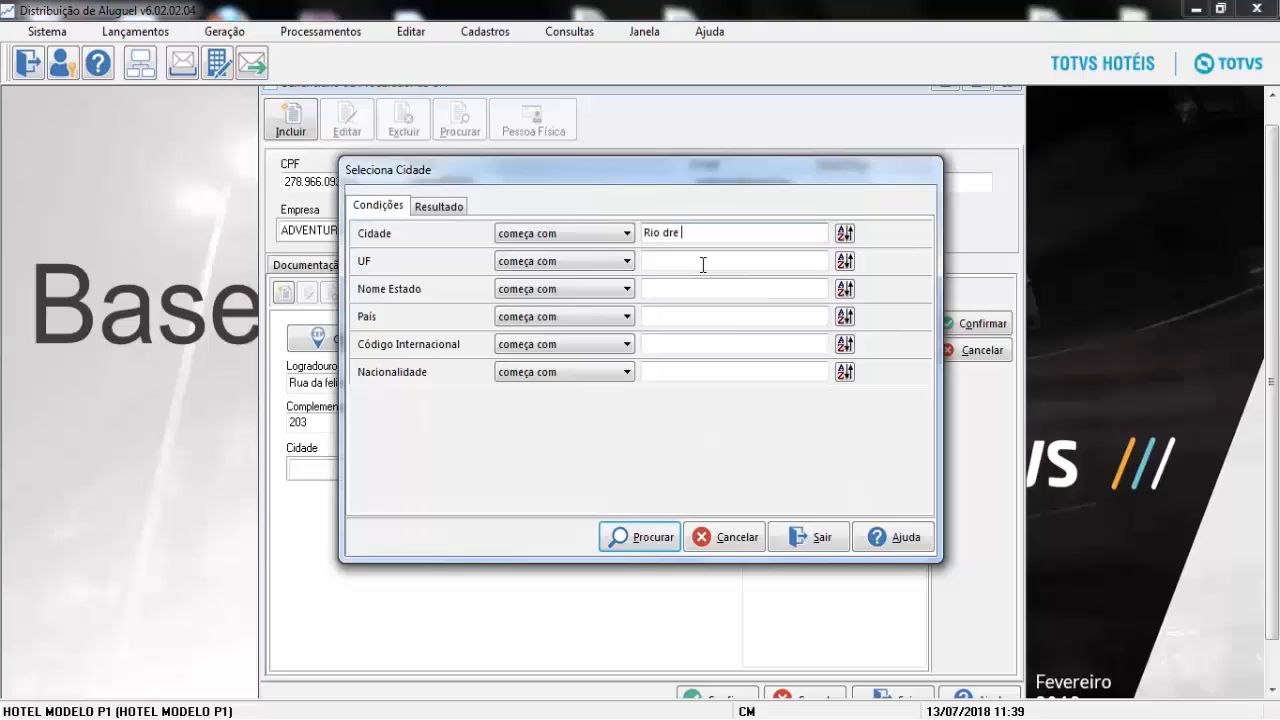 Distribuição de Aluguel v6.02.02.04
Sistema Lançamentos Geração Processamentos Editar Cadastros Consultas Janela Ajuda
TOTVS HOTÉIS TOTVS
Incluir Editar Excluir Procurar Pessoa Física
CPF
278.966.093
Empresa
ADVENTUR
Documentaçã
Base
Seleciona Cidade
Condições Resultado
Cidade começa com Rio dre
UF começa com
Nome Estado começa com
País começa com
Código Internacional começa com
Nacionalidade começa com
Procurar Cancelar Sair Ajuda
Confirmar
Cancelar
Logradouro
Rua da feli
Complemen
203
Cidade
VS
Fevereiro
HOTEL MODELO P1 (HOTEL MODELO P1) CM 13/07/2018 11:39